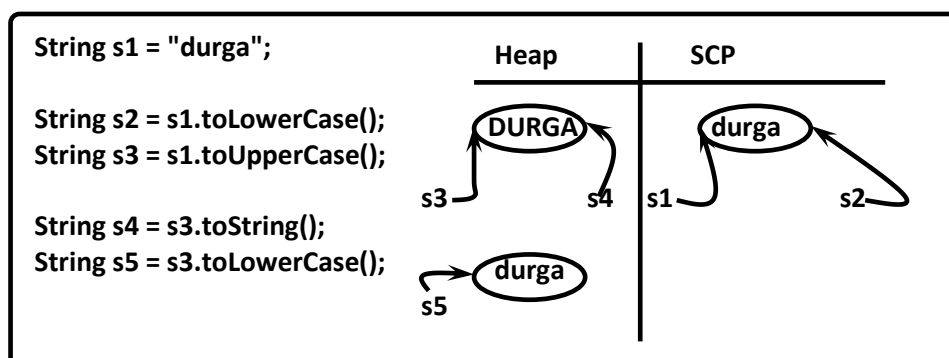 String s1 = "durga";
String s2 = s1.toLowerCase();
String s3 = s1.toUpperCase();
String s4 = s3.toString();
String s5 = s3.toLowerCase();
Heap SCP
DURGA durga
s3 s4 s1 s2
durga
s5